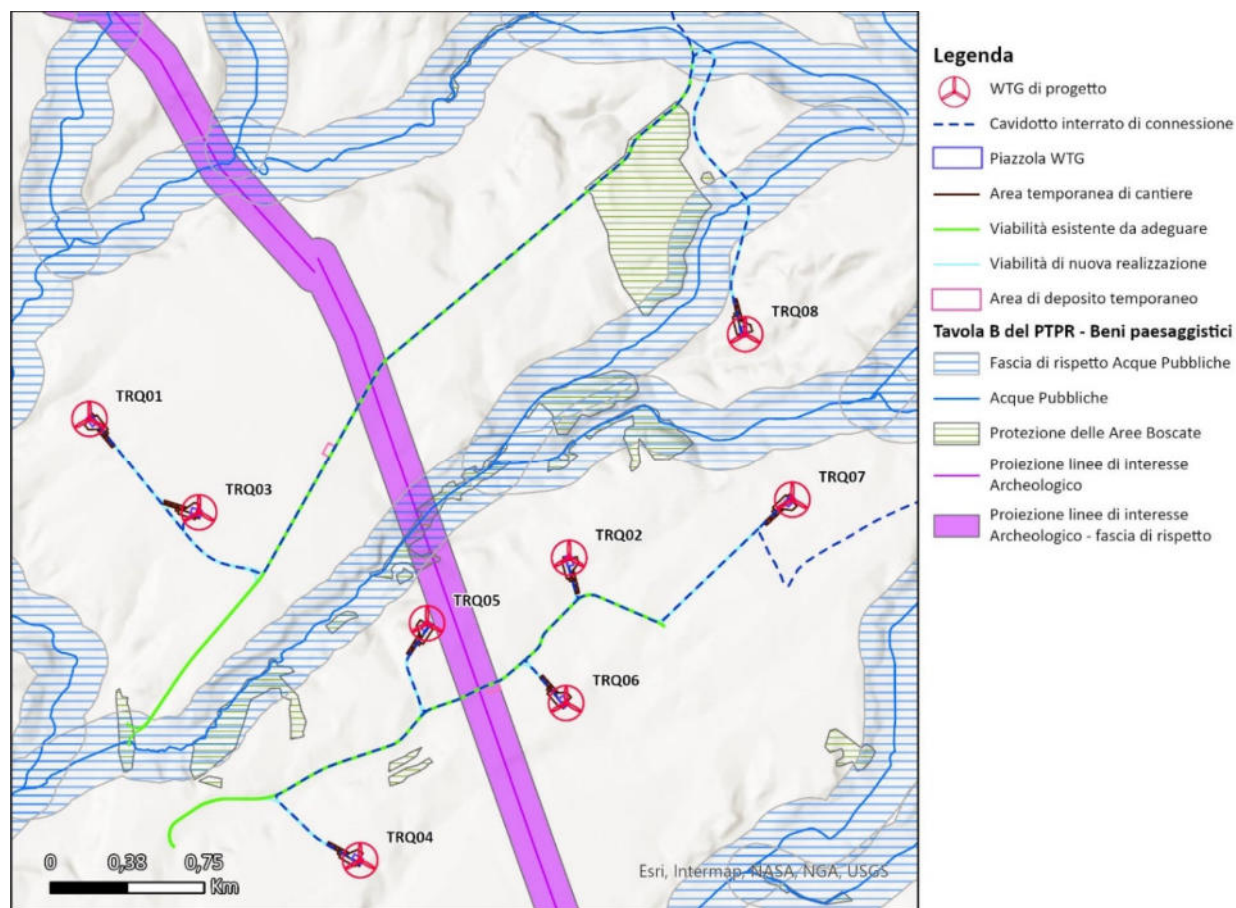 TRQ01
TRQ03
TRQ08
TRQ07
TRQ02
TRQ05
TRQ06
TRQ04
0 0,38 0,75
Km
Esri, Intermap, NASA, NGA, USGS
Legenda
WTG di progetto
Cavidotto interrato di connessione
Piazzola WTG
Area temporanea di cantiere
Viabilità esistente da adeguare
Viabilità di nuova realizzazione
Area di deposito temporaneo
Tavola B del PTPR - Beni paesaggistici
Fascia di rispetto Acque Pubbliche
Acque Pubbliche
Protezione delle Aree Boscate
Proiezione linee di interesse
Archeologico
Proiezione linee di interesse
Archeologico - fascia di rispetto